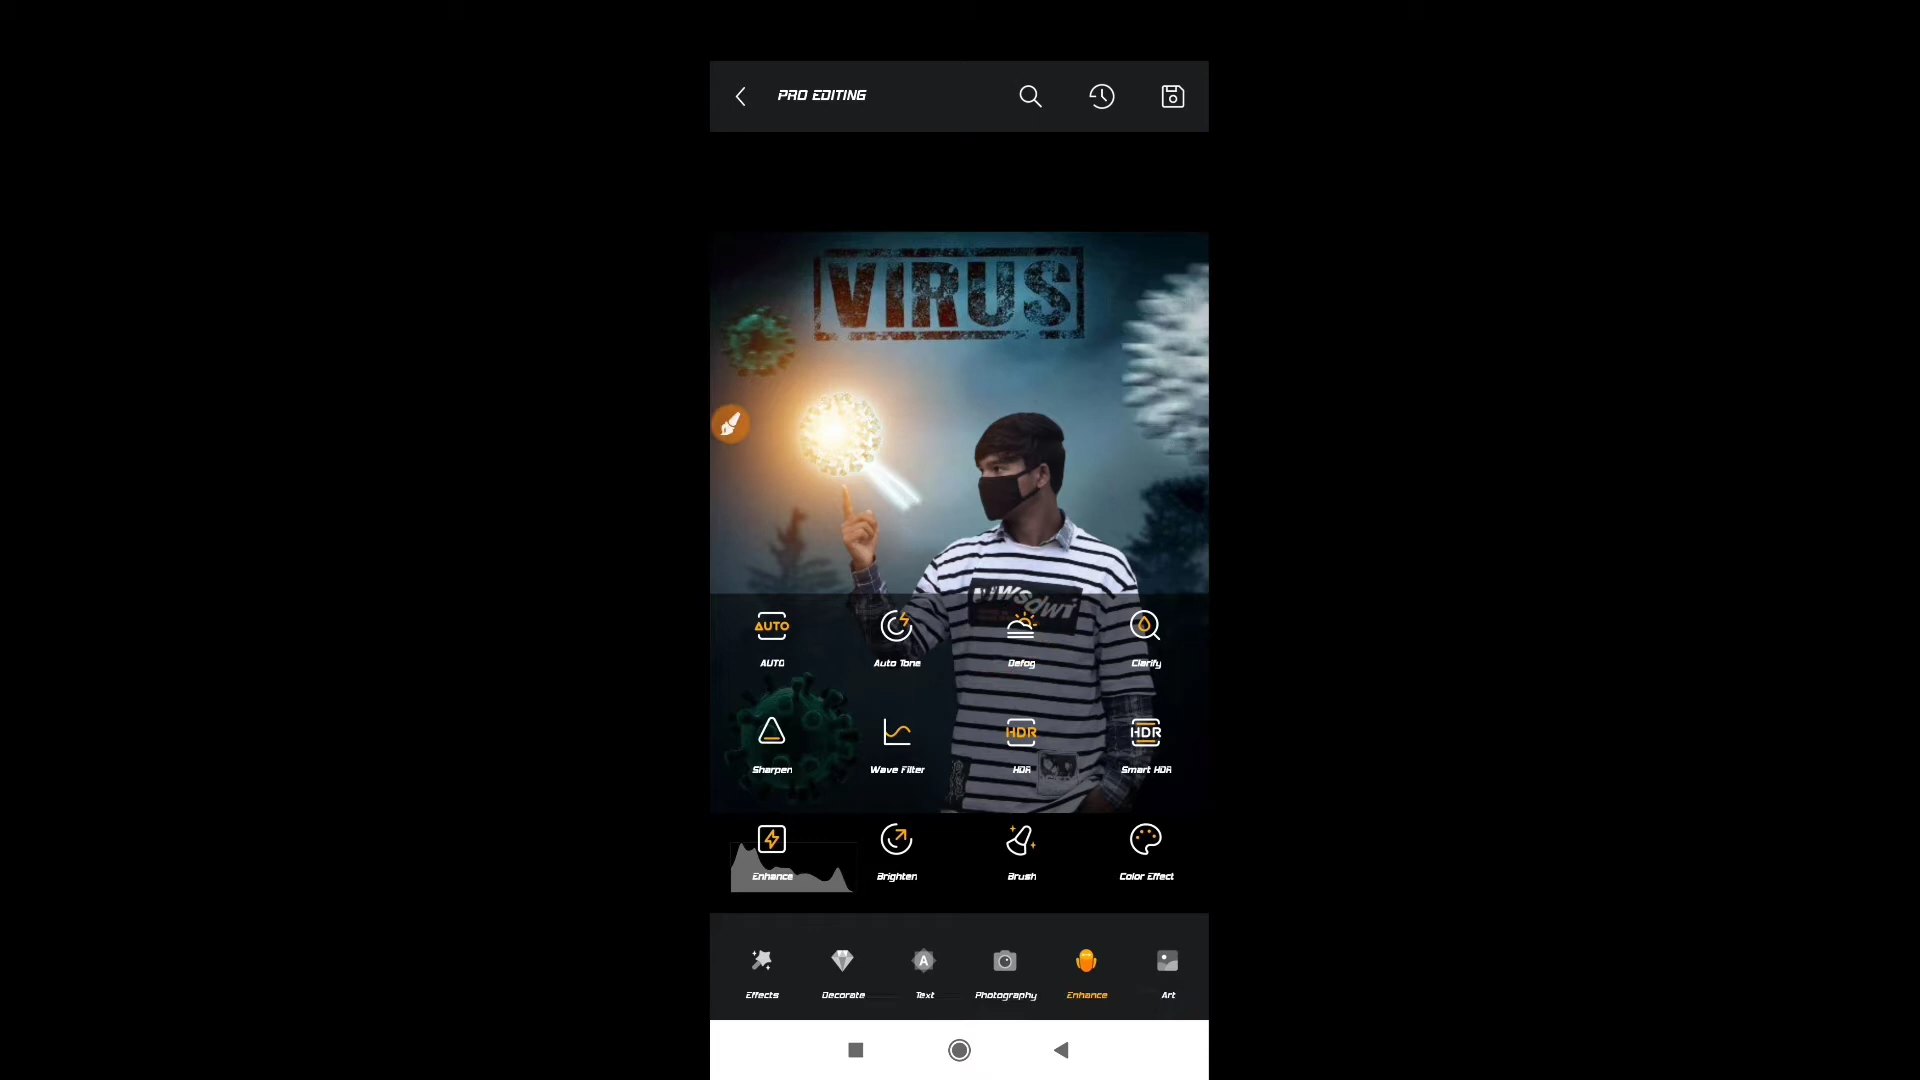 PRO EDITING
VIRUS
AUTO
AUTO
Auto Tone
Defog
Clarify
HDR
HDR
Sharpen
Wave Filter
HDR
Smart HDR
Enhance
Brighten
Brush
Color Effect
A
Effects
Decorate
Text
Photography
Enhance
Art